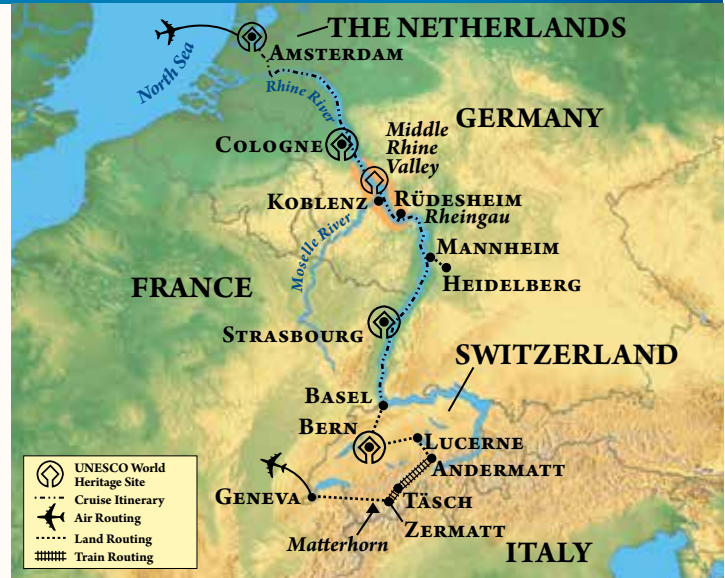 THE NETHERLANDS
AMSTERDAM
North Sea
Rhine River
GERMANY
COLOGNE
Middle
Rhine
Valley
KOBLENZ
RÜDESHEIM
Rheingau
Moselle River
MANNHEIM
HEIDELBERG
FRANCE
STRASBOURG
SWITZERLAND
BASEL
BERN
LUCERNE
ANDERMATT
GENEVA
TÄSCH
ZERMATT
Matterhorn
ITALY
UNESCO World
Heritage Site
Cruise Itinerary
Air Routing
Land Routing
Train Routing